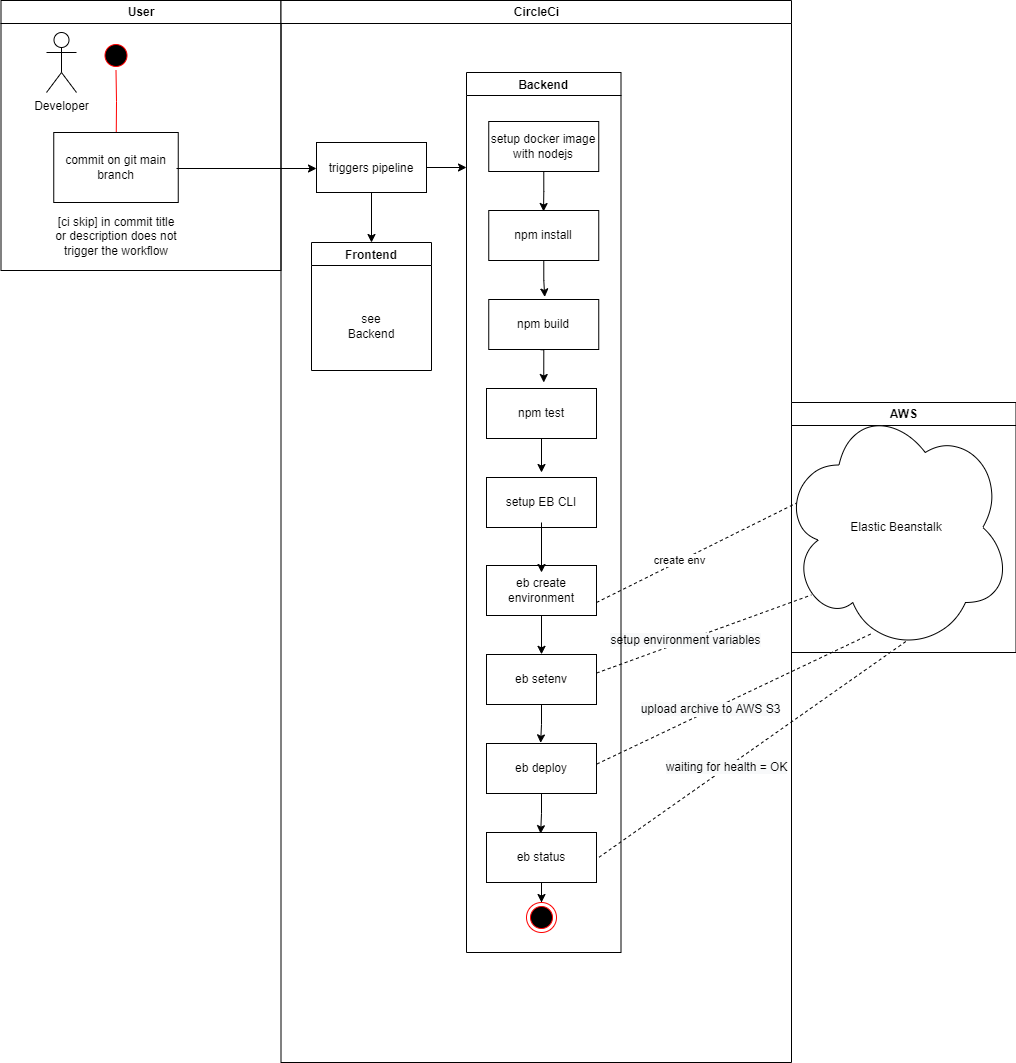 User
CircleCi
Developer
commit on git main
branch
[ci skip] in commit title
or description does not
trigger the workflow
triggers pipeline
Frontend
see
Backend
Backend
setup docker image
with nodejs
npm install
npm build
npm test
setup EB CLI
eb create
environment
eb setenv
eb deploy
eb status
create env
setup environment variables
upload archive to AWS S3
waiting for health = OK
AWS
Elastic Beanstalk